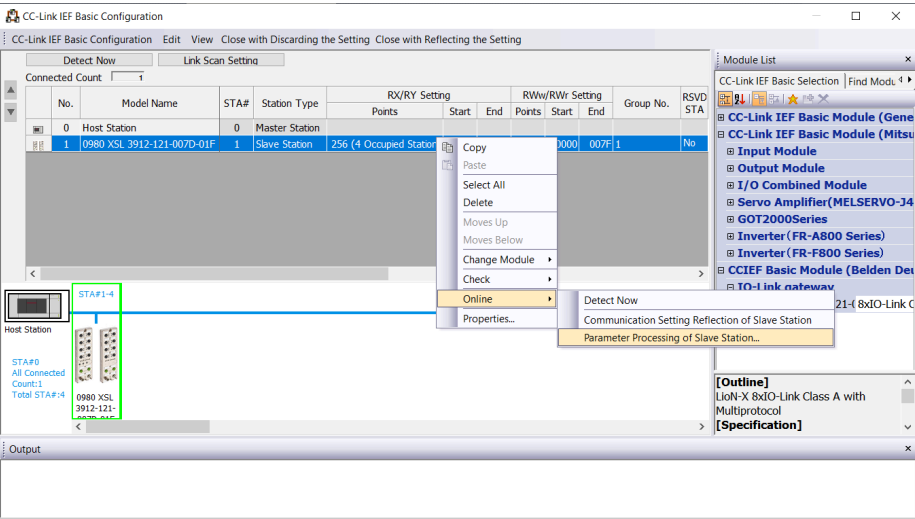 CC-Link IEF Basic Configuration
CC-Link IEF Basic Configuration Edit View Close with Discarding the Setting Close with Reflecting the Setting
Detect Now Link Scan Setting
Connected Count 1
No. Model Name STA# Station Type RX/RY Setting RWw/RWr Setting Group No. RSVD STA
Points Start End Points Start End
0 Host Station 0 Master Station
1 0980 XSL 3912-121-007D-01F 1 Slave Station 256 (4 Occupied Station 0000 007F 1 No
Copy
Paste
Select All
Delete
Moves Up
Moves Below
Change Module
Check
Online
Properties...
Detect Now
Communication Setting Reflection of Slave Station
Parameter Processing of Slave Station...
STA#1-4
Host Station
STA#0
All Connected
Count:1
Total STA#:4
0980 XSL
3912-121-
007D-01F
Module List
CC-Link IEF Basic Selection Find Modu
CC-Link IEF Basic Module (Gene
CC-Link IEF Basic Module (Mitsu
Input Module
Output Module
I/O Combined Module
Servo Amplifier(MELSERVO-J4
GOT2000Series
Inverter(FR-A800 Series)
Inverter(FR-F800 Series)
CCIEF Basic Module (Belden Deu
IO-Link gateway
21-( 8xIO-Link C
[Outline]
LioN-X 8xIO-Link Class A with
Multiprotocol
[Specification]
Output